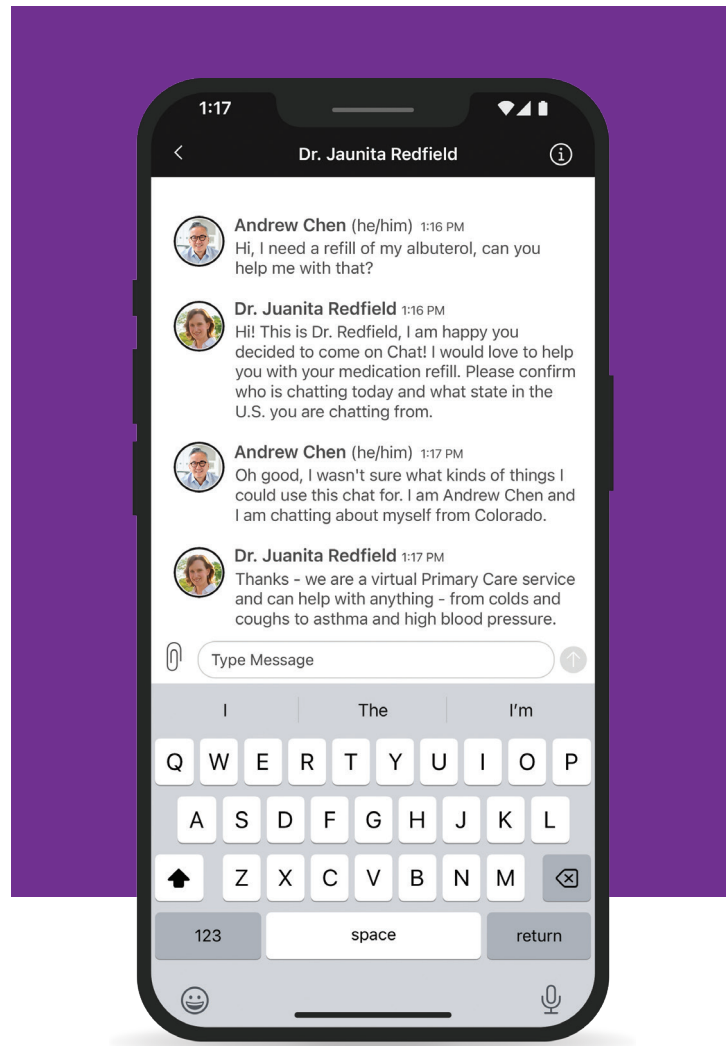 1:17
Dr. Jaunita Redfield
Andrew Chen (he/him) 1:16 PM
Hi, I need a refill of my albuterol, can you
help me with that?
Dr. Juanita Redfield 1:16 PM
Hi! This is Dr. Redfield, I am happy you
decided to come on Chat! I would love to help
you with your medication refill. Please confirm
who is chatting today and what state in the
U.S. you are chatting from.
Andrew Chen (he/him) 1:17 PM
Oh good, I wasn't sure what kinds of things I
could use this chat for. I am Andrew Chen and
I am chatting about myself from Colorado.
Dr. Juanita Redfield 1:17 PM
Thanks - we are a virtual Primary Care service
and can help with anything - from colds and
coughs to asthma and high blood pressure.
Type Message
I The I'm
Q W E R T Y U I O P
A S D F G H J K L
Z X C V B N M
123 space return